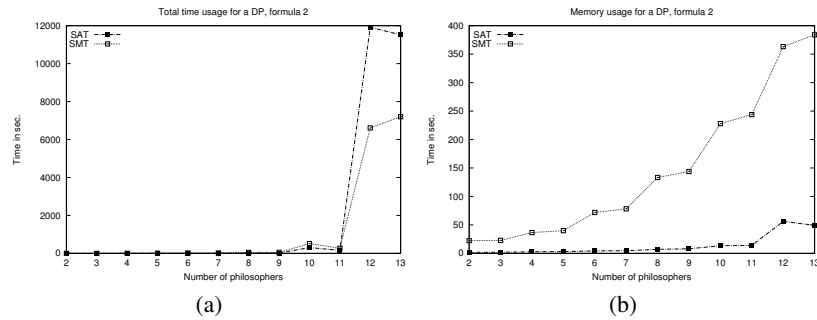 Total time usage for a DP, formula 2
12000
10000
8000
6000
4000
2000
0
Time in sec.
SAT
SMT
2 3 4 5 6 7 8 9 10 11 12 13
Number of philosophers
(a)
Memory usage for a DP, formula 2
400
350
300
250
200
150
100
50
0
Time in sec.
SAT
SMT
2 3 4 5 6 7 8 9 10 11 12 13
Number of philosophers
(b)